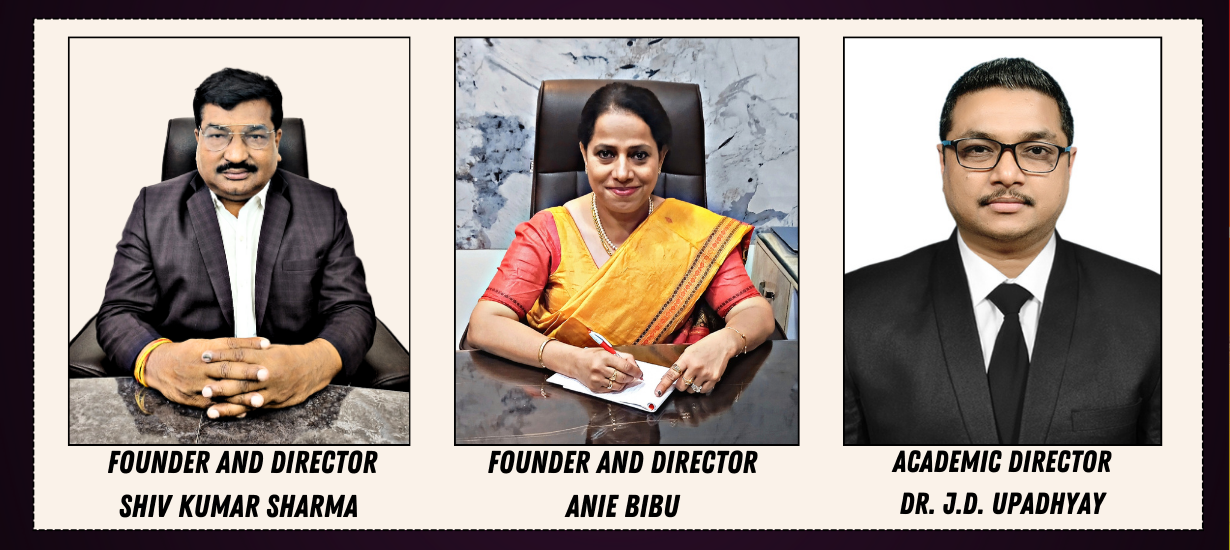 FOUNDER AND DIRECTOR
SHIV KUMAR SHARMA
FOUNDER AND DIRECTOR
ANIE BIBU
ACADEMIC DIRECTOR
DR. J.D. UPADHYAY